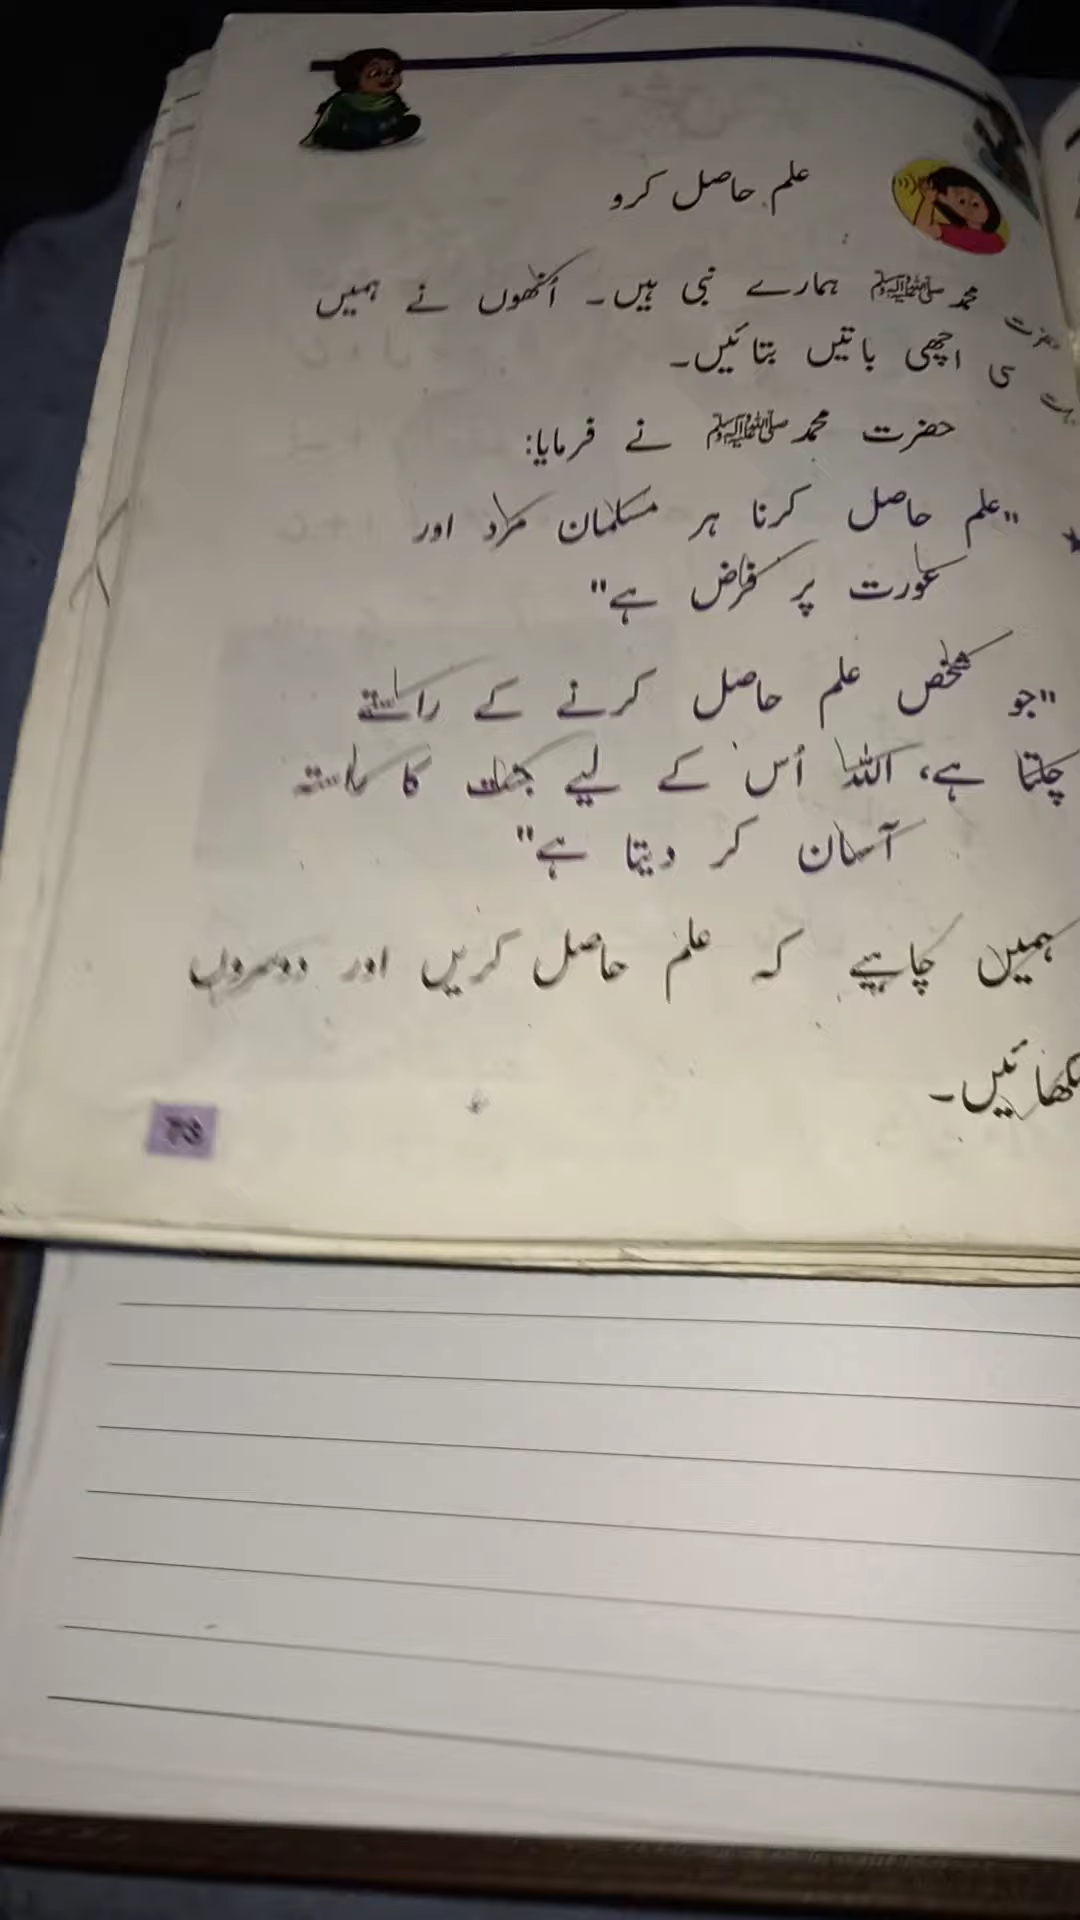 علم حاصل کرو
حضرت محمد ﷺ ہمارے نبی ہیں۔ اُنھوں نے ہمیں
بہت سی اچھی باتیں بتائیں۔
حضرت محمد ﷺ نے فرمایا:
"علم حاصل کرنا ہر مسلمان مرد اور
عورت پر فرض ہے"
"جو شخص علم حاصل کرنے کے راستے
چلتا ہے، اللہ اُس کے لیے جنت کا راستہ
آسان کر دیتا ہے"
ہمیں چاہیے کہ علم حاصل کریں اور دوسروں
73